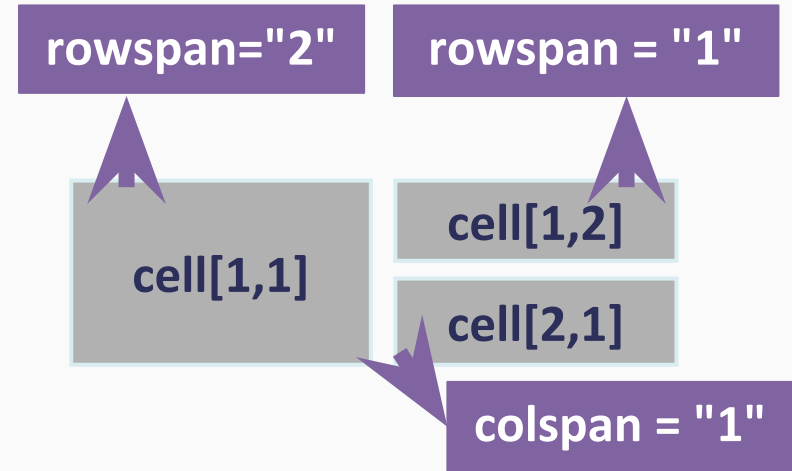 rowspan="2"
rowspan = "1"
cell[1,1]
cell[1,2]
cell[2,1]
colspan = "1"